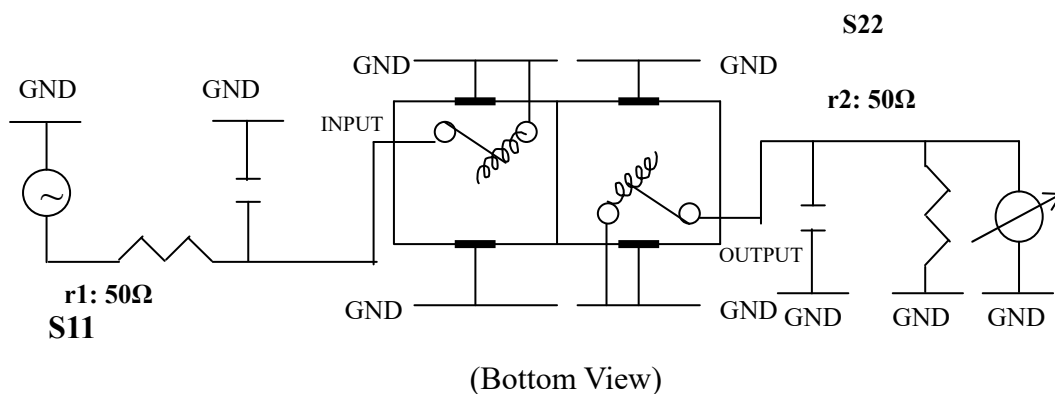 S22
GND
GND
GND
GND
r2: 50Ω
INPUT
~
OUTPUT
r1: 50Ω
S11
GND
GND
GND
GND
GND
(Bottom View)